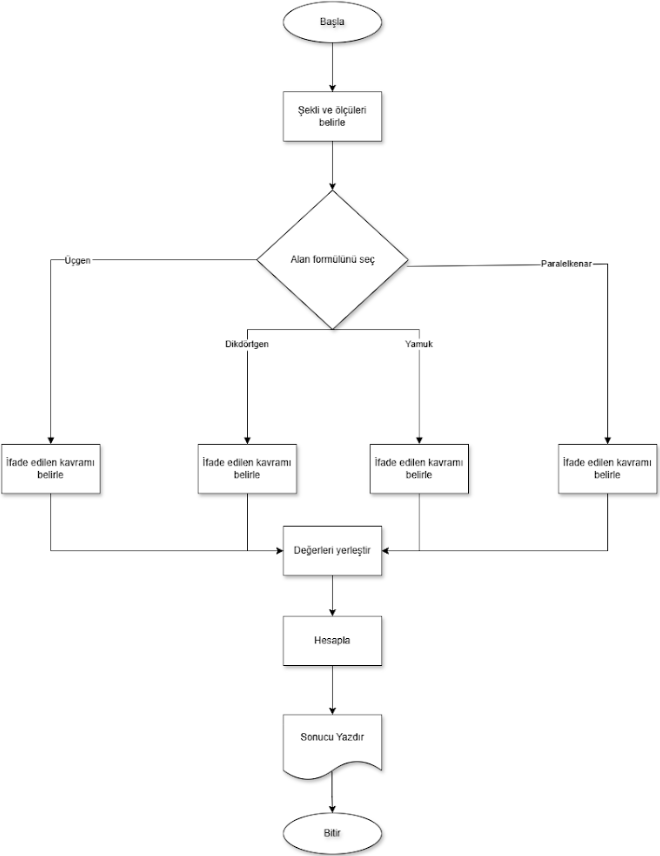 Başla
Şekli ve ölçüleri
belirle
Alan formülünü seç
Üçgen
Paralelkenar
Dikdörtgen
Yamuk
İfade edilen kavramı
belirle
İfade edilen kavramı
belirle
İfade edilen kavramı
belirle
İfade edilen kavramı
belirle
Değerleri yerleştir
Hesapla
Sonucu Yazdır
Bitir